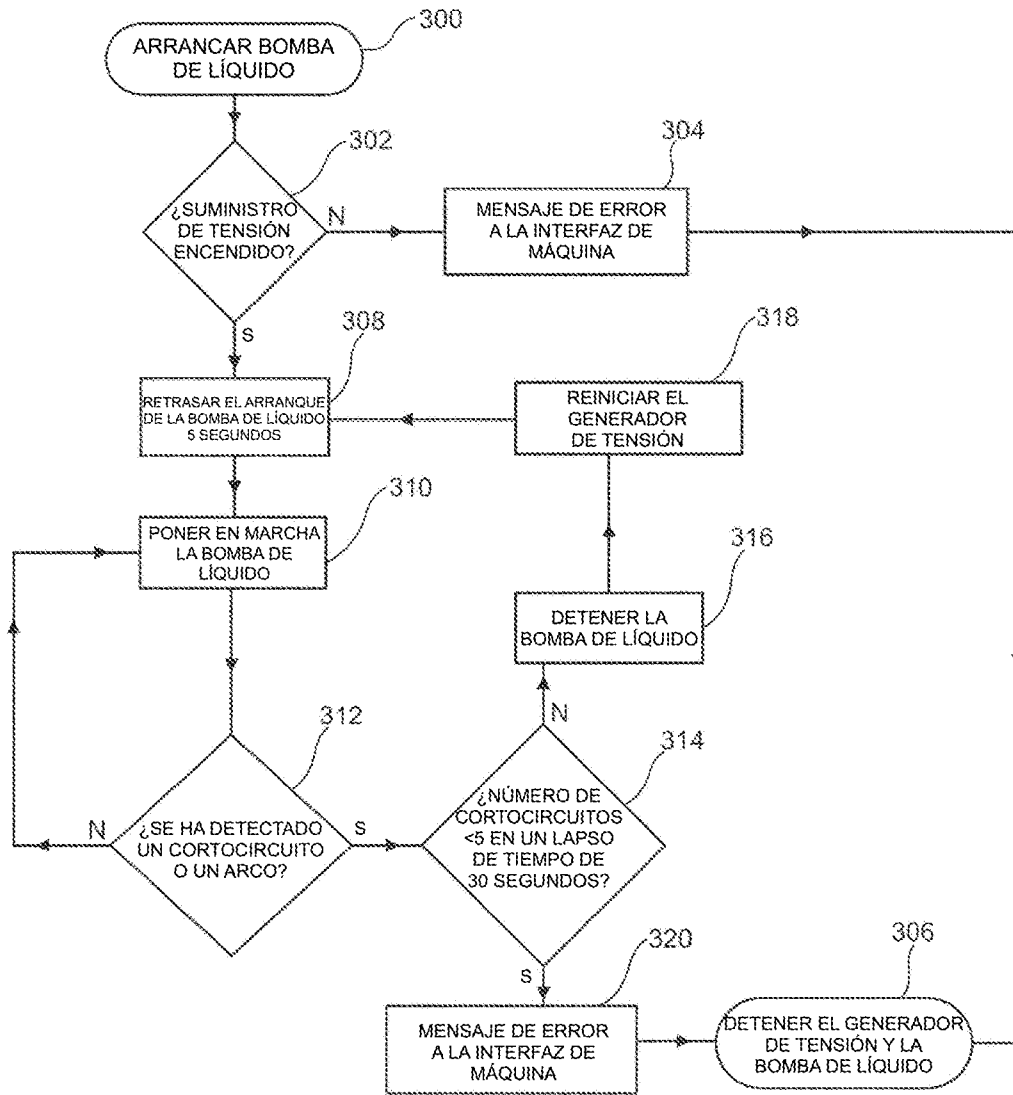 300
ARRANCAR BOMBA
DE LÍQUIDO
302
¿SUMINISTRO
DE TENSIÓN
ENCENDIDO?
N
304
MENSAJE DE ERROR
A LA INTERFAZ DE
MÁQUINA
s
308
RETRASAR EL ARRANQUE
DE LA BOMBA DE LÍQUIDO
5 SEGUNDOS
318
REINICIAR EL
GENERADOR
DE TENSIÓN
310
PONER EN MARCHA
LA BOMBA DE
LÍQUIDO
316
DETENER LA
BOMBA DE LÍQUIDO
N
312
¿SE HA DETECTADO
UN CORTOCIRCUITO
O UN ARCO?
N
s
314
¿NÚMERO DE
CORTOCIRCUITOS
<5 EN UN LAPSO
DE TIEMPO DE
30 SEGUNDOS?
s
320
MENSAJE DE ERROR
A LA INTERFAZ DE
MÁQUINA
306
DETENER EL GENERADOR
DE TENSIÓN Y LA
BOMBA DE LÍQUIDO